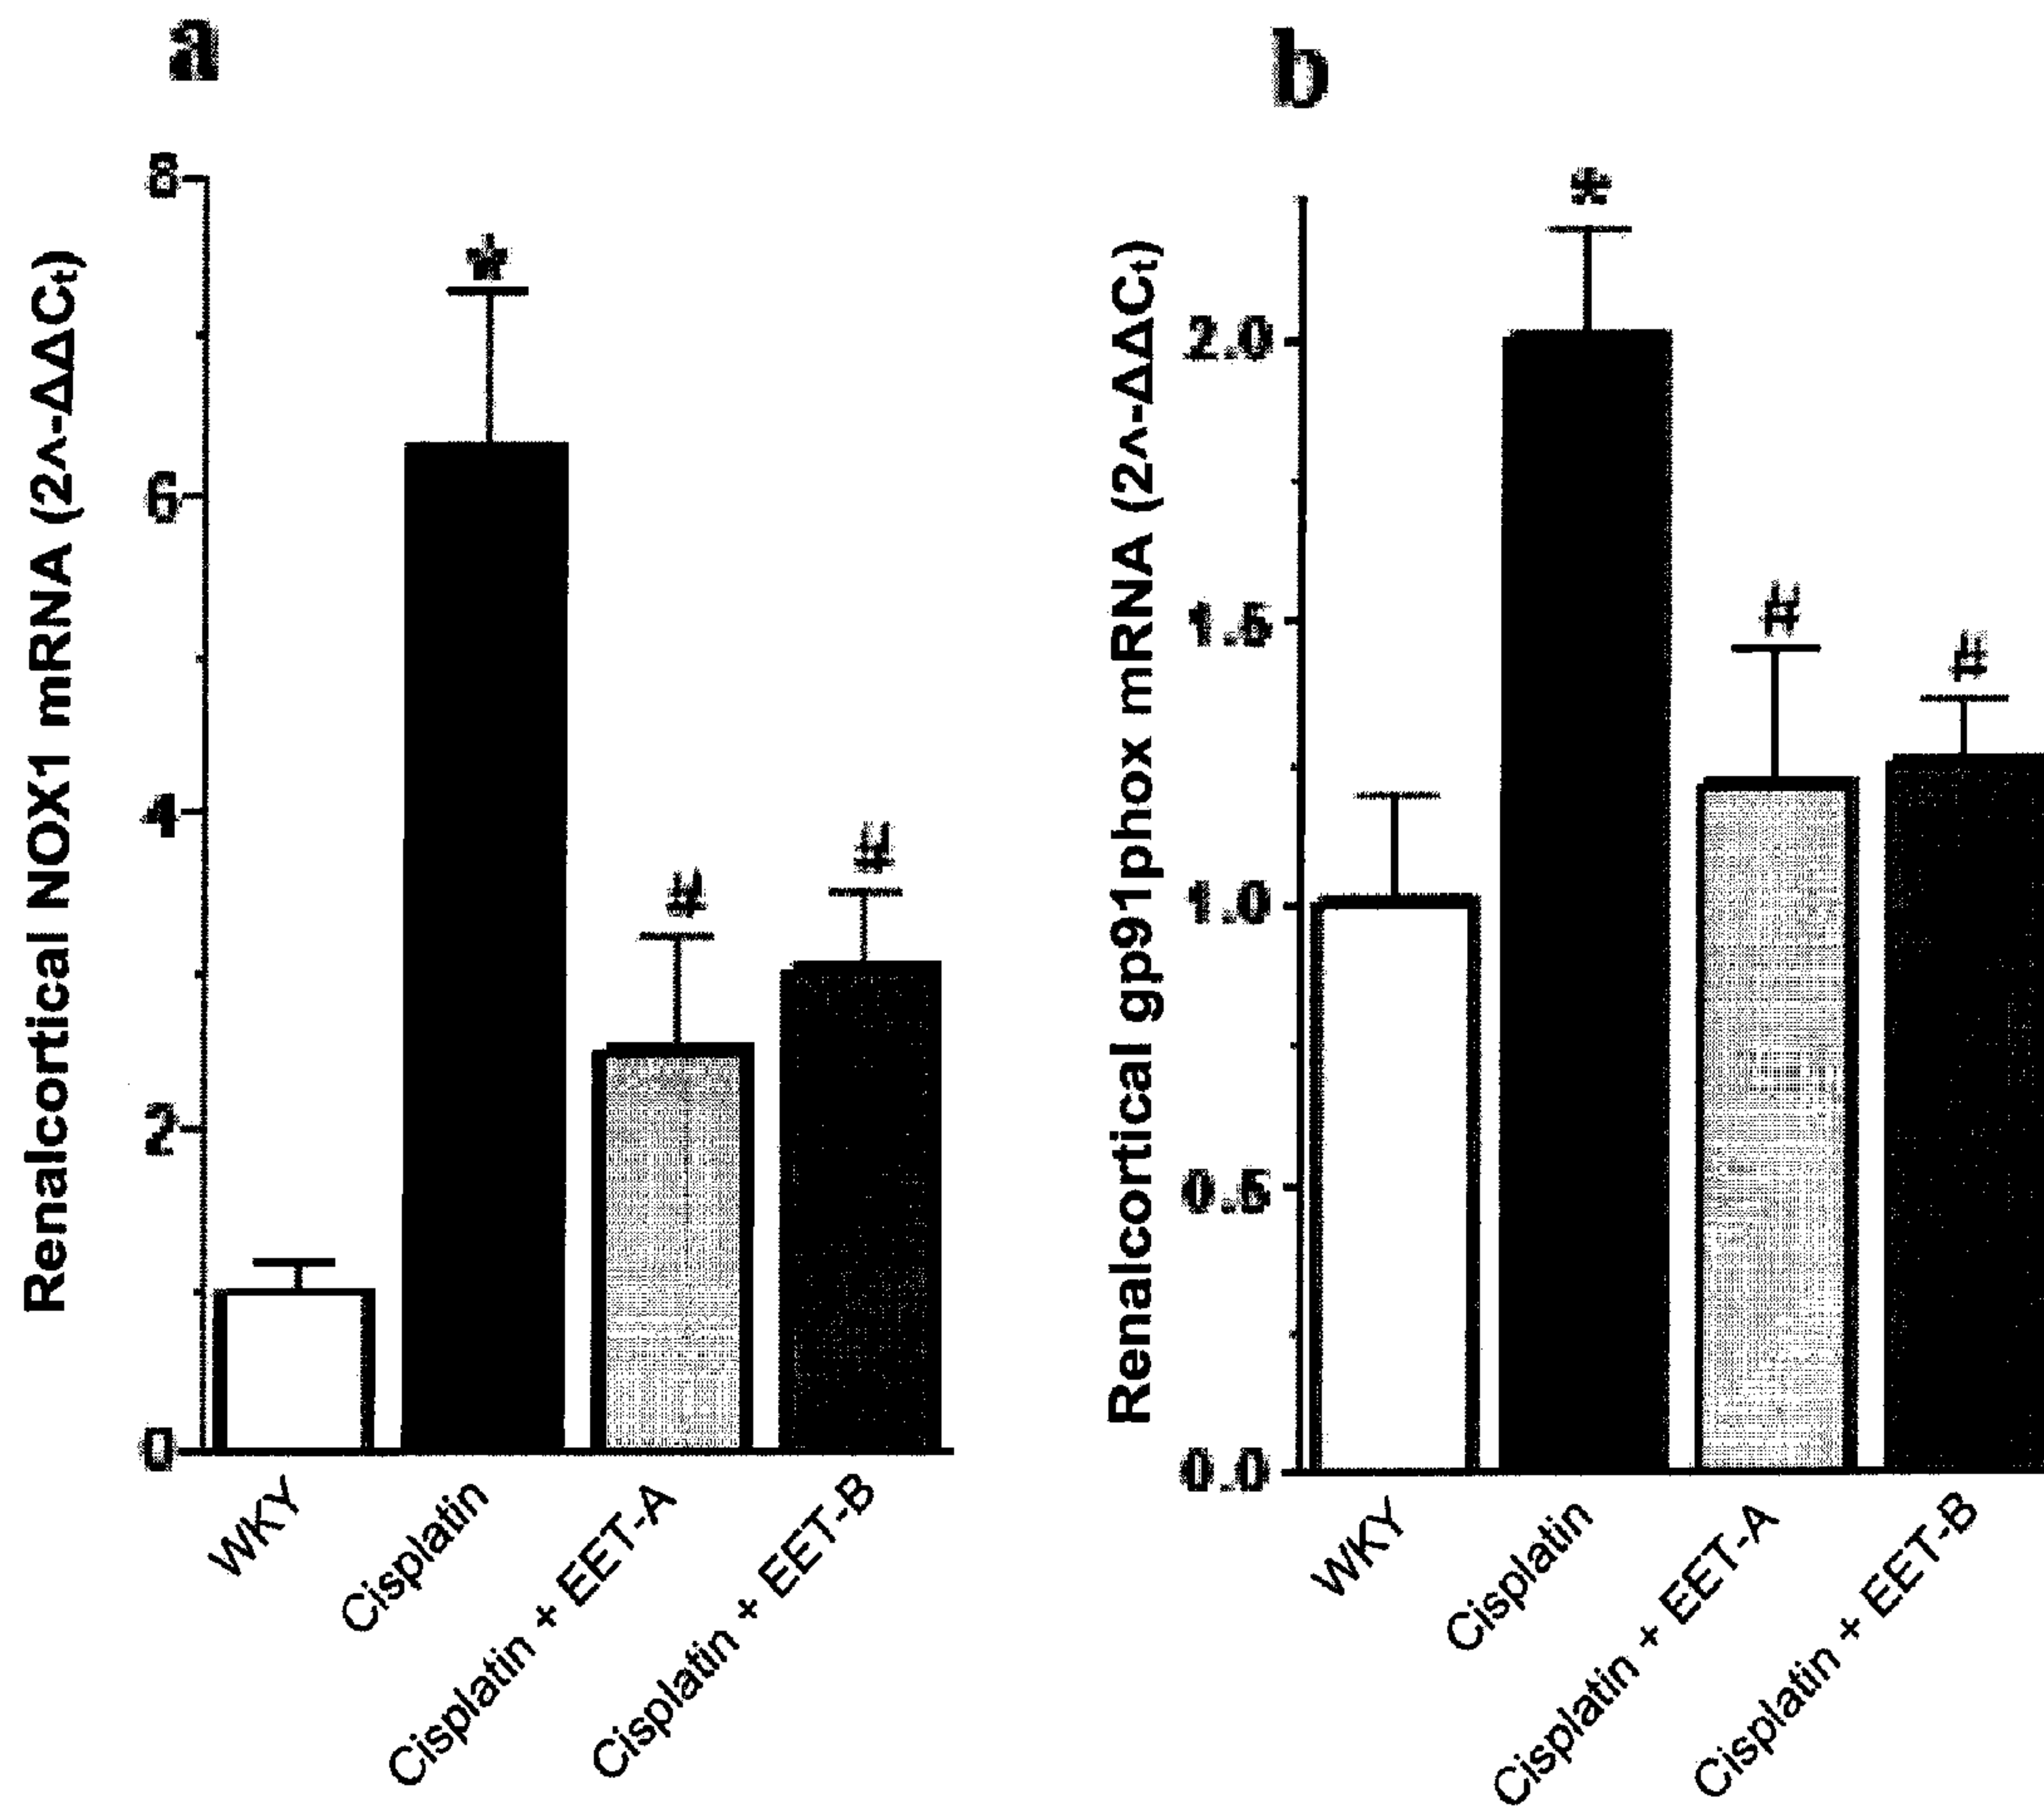 a
Renalcortical NOX1 mRNA (2^-ΔΔCt)
8
6
4
2
0
*
#
#
WKY
Cisplatin
Cisplatin + EET-A
Cisplatin + EET-B
b
Renalcortical gp91phox mRNA (2^-ΔΔCt)
2.0
1.5
1.0
0.5
0.0
*
#
#
WKY
Cisplatin
Cisplatin + EET-A
Cisplatin + EET-B